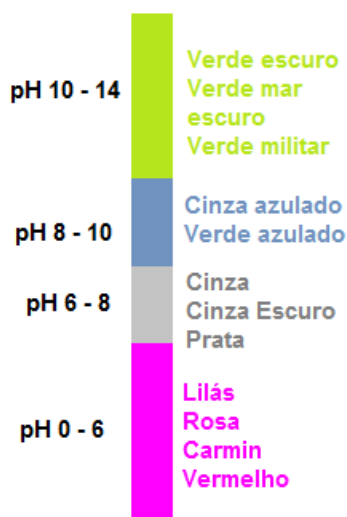 pH 10 - 14
Verde escuro
Verde mar
escuro
Verde militar
pH 8 - 10
Cinza azulado
Verde azulado
pH 6 - 8
Cinza
Cinza Escuro
Prata
pH 0 - 6
Lilás
Rosa
Carmin
Vermelho